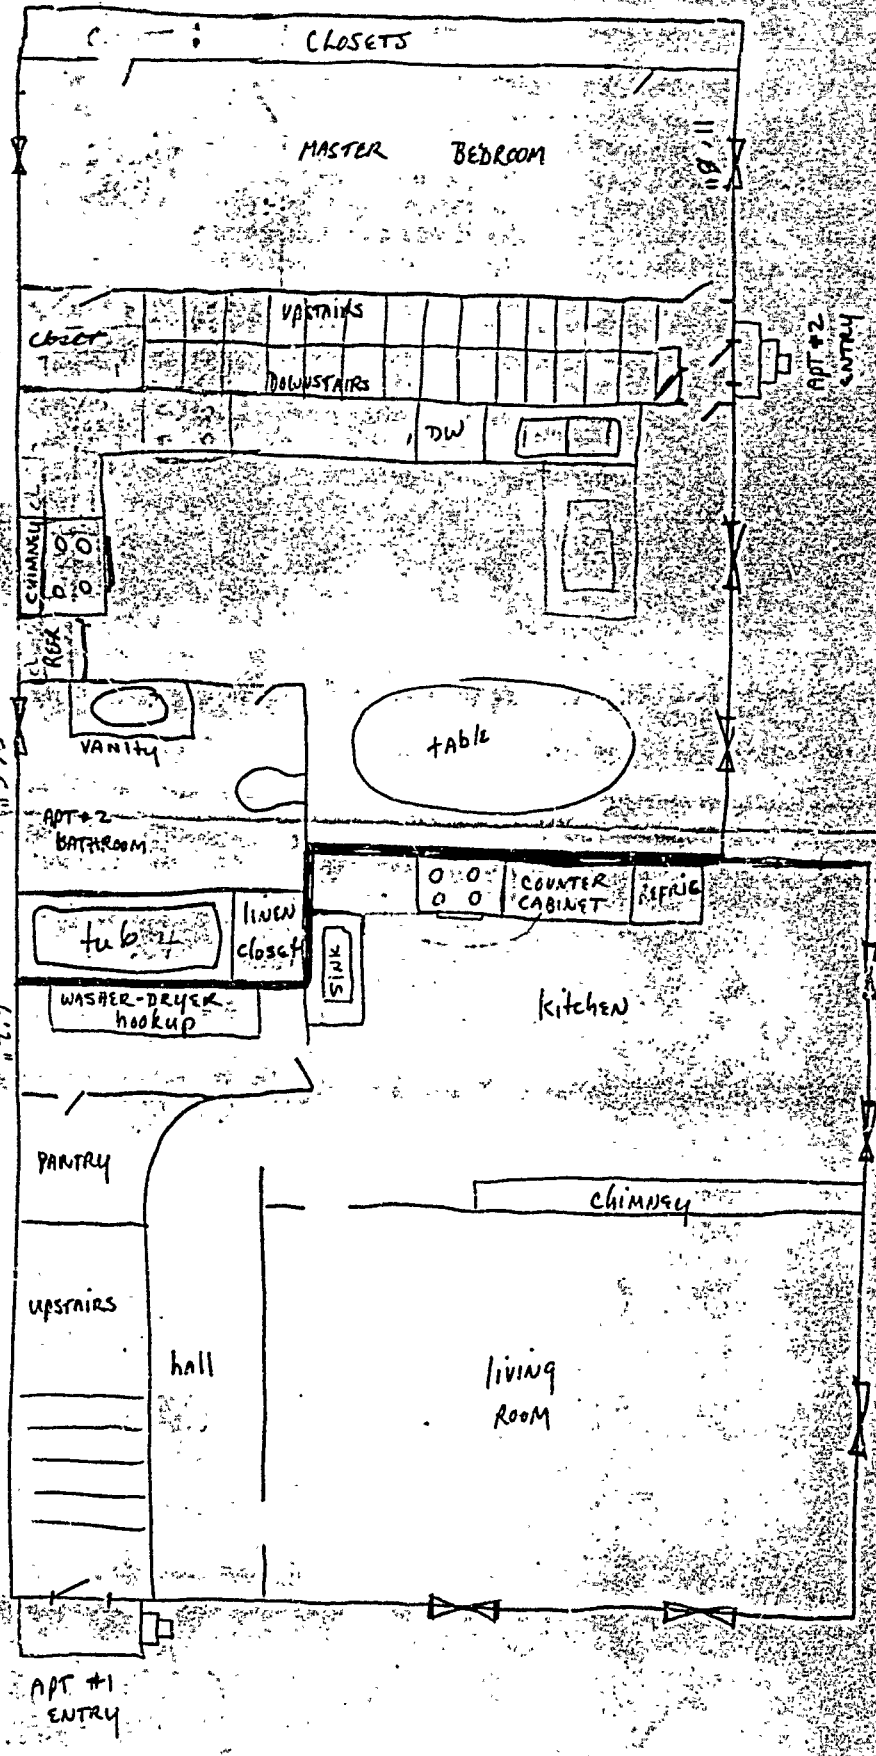 CLOSETS
MASTER BEDROOM
11'8"
UPSTAIRS
closet
DOWNSTAIRS
APT #2
ENTRY
DW
CHIMNEY CL
CL
REFR
VANITY
table
APT #2
BATHROOM
COUNTER
CABINET
REFRIG
tub
LINEN
closet
SINK
WASHER-DRYER
hookup
kitchen
PANTRY
CHIMNEY
UPSTAIRS
hall
living
ROOM
APT #1
ENTRY